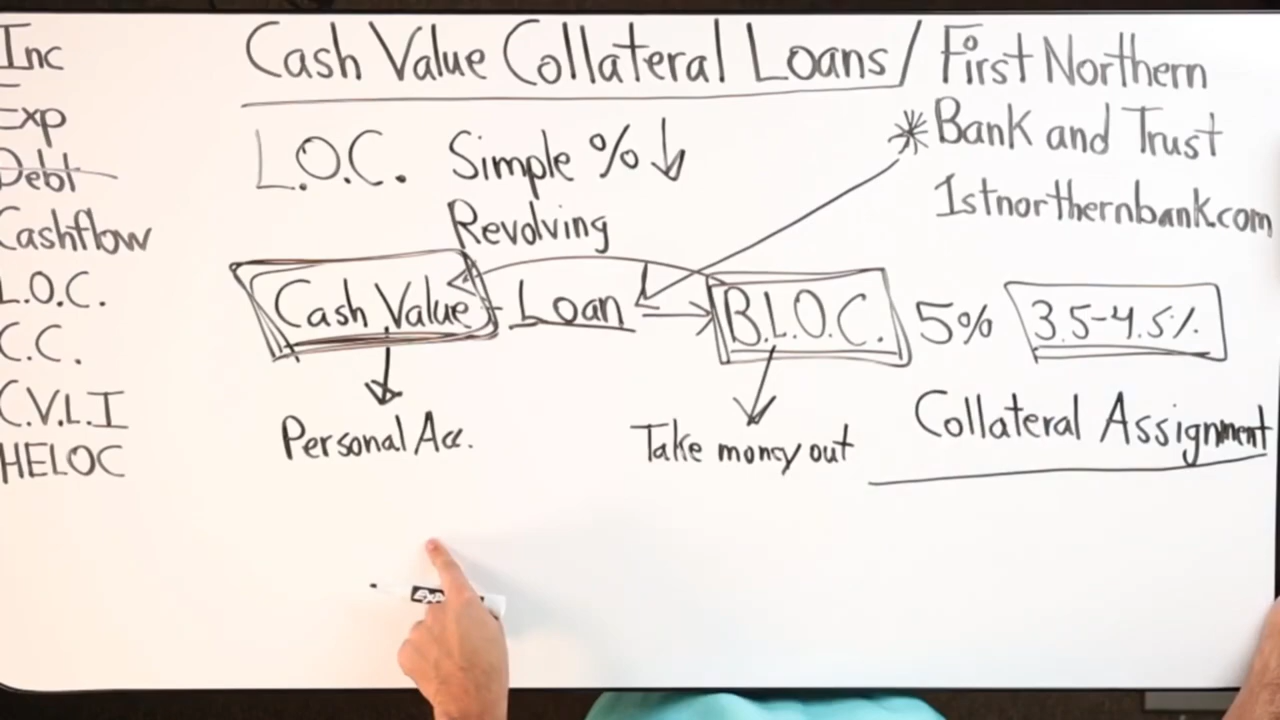 Inc
Exp
Debt
Cashflow
L.O.C.
C.C.
C.V.L.I
HELOC
Cash Value Collateral Loans /
First Northern
Bank and Trust
1stnorthernbank.com
L.O.C. Simple %
Revolving
Cash Value - Loan
B.L.O.C. 5% 3.5-4.5%
Personal Acc.
Take money out
Collateral Assignment
EXP